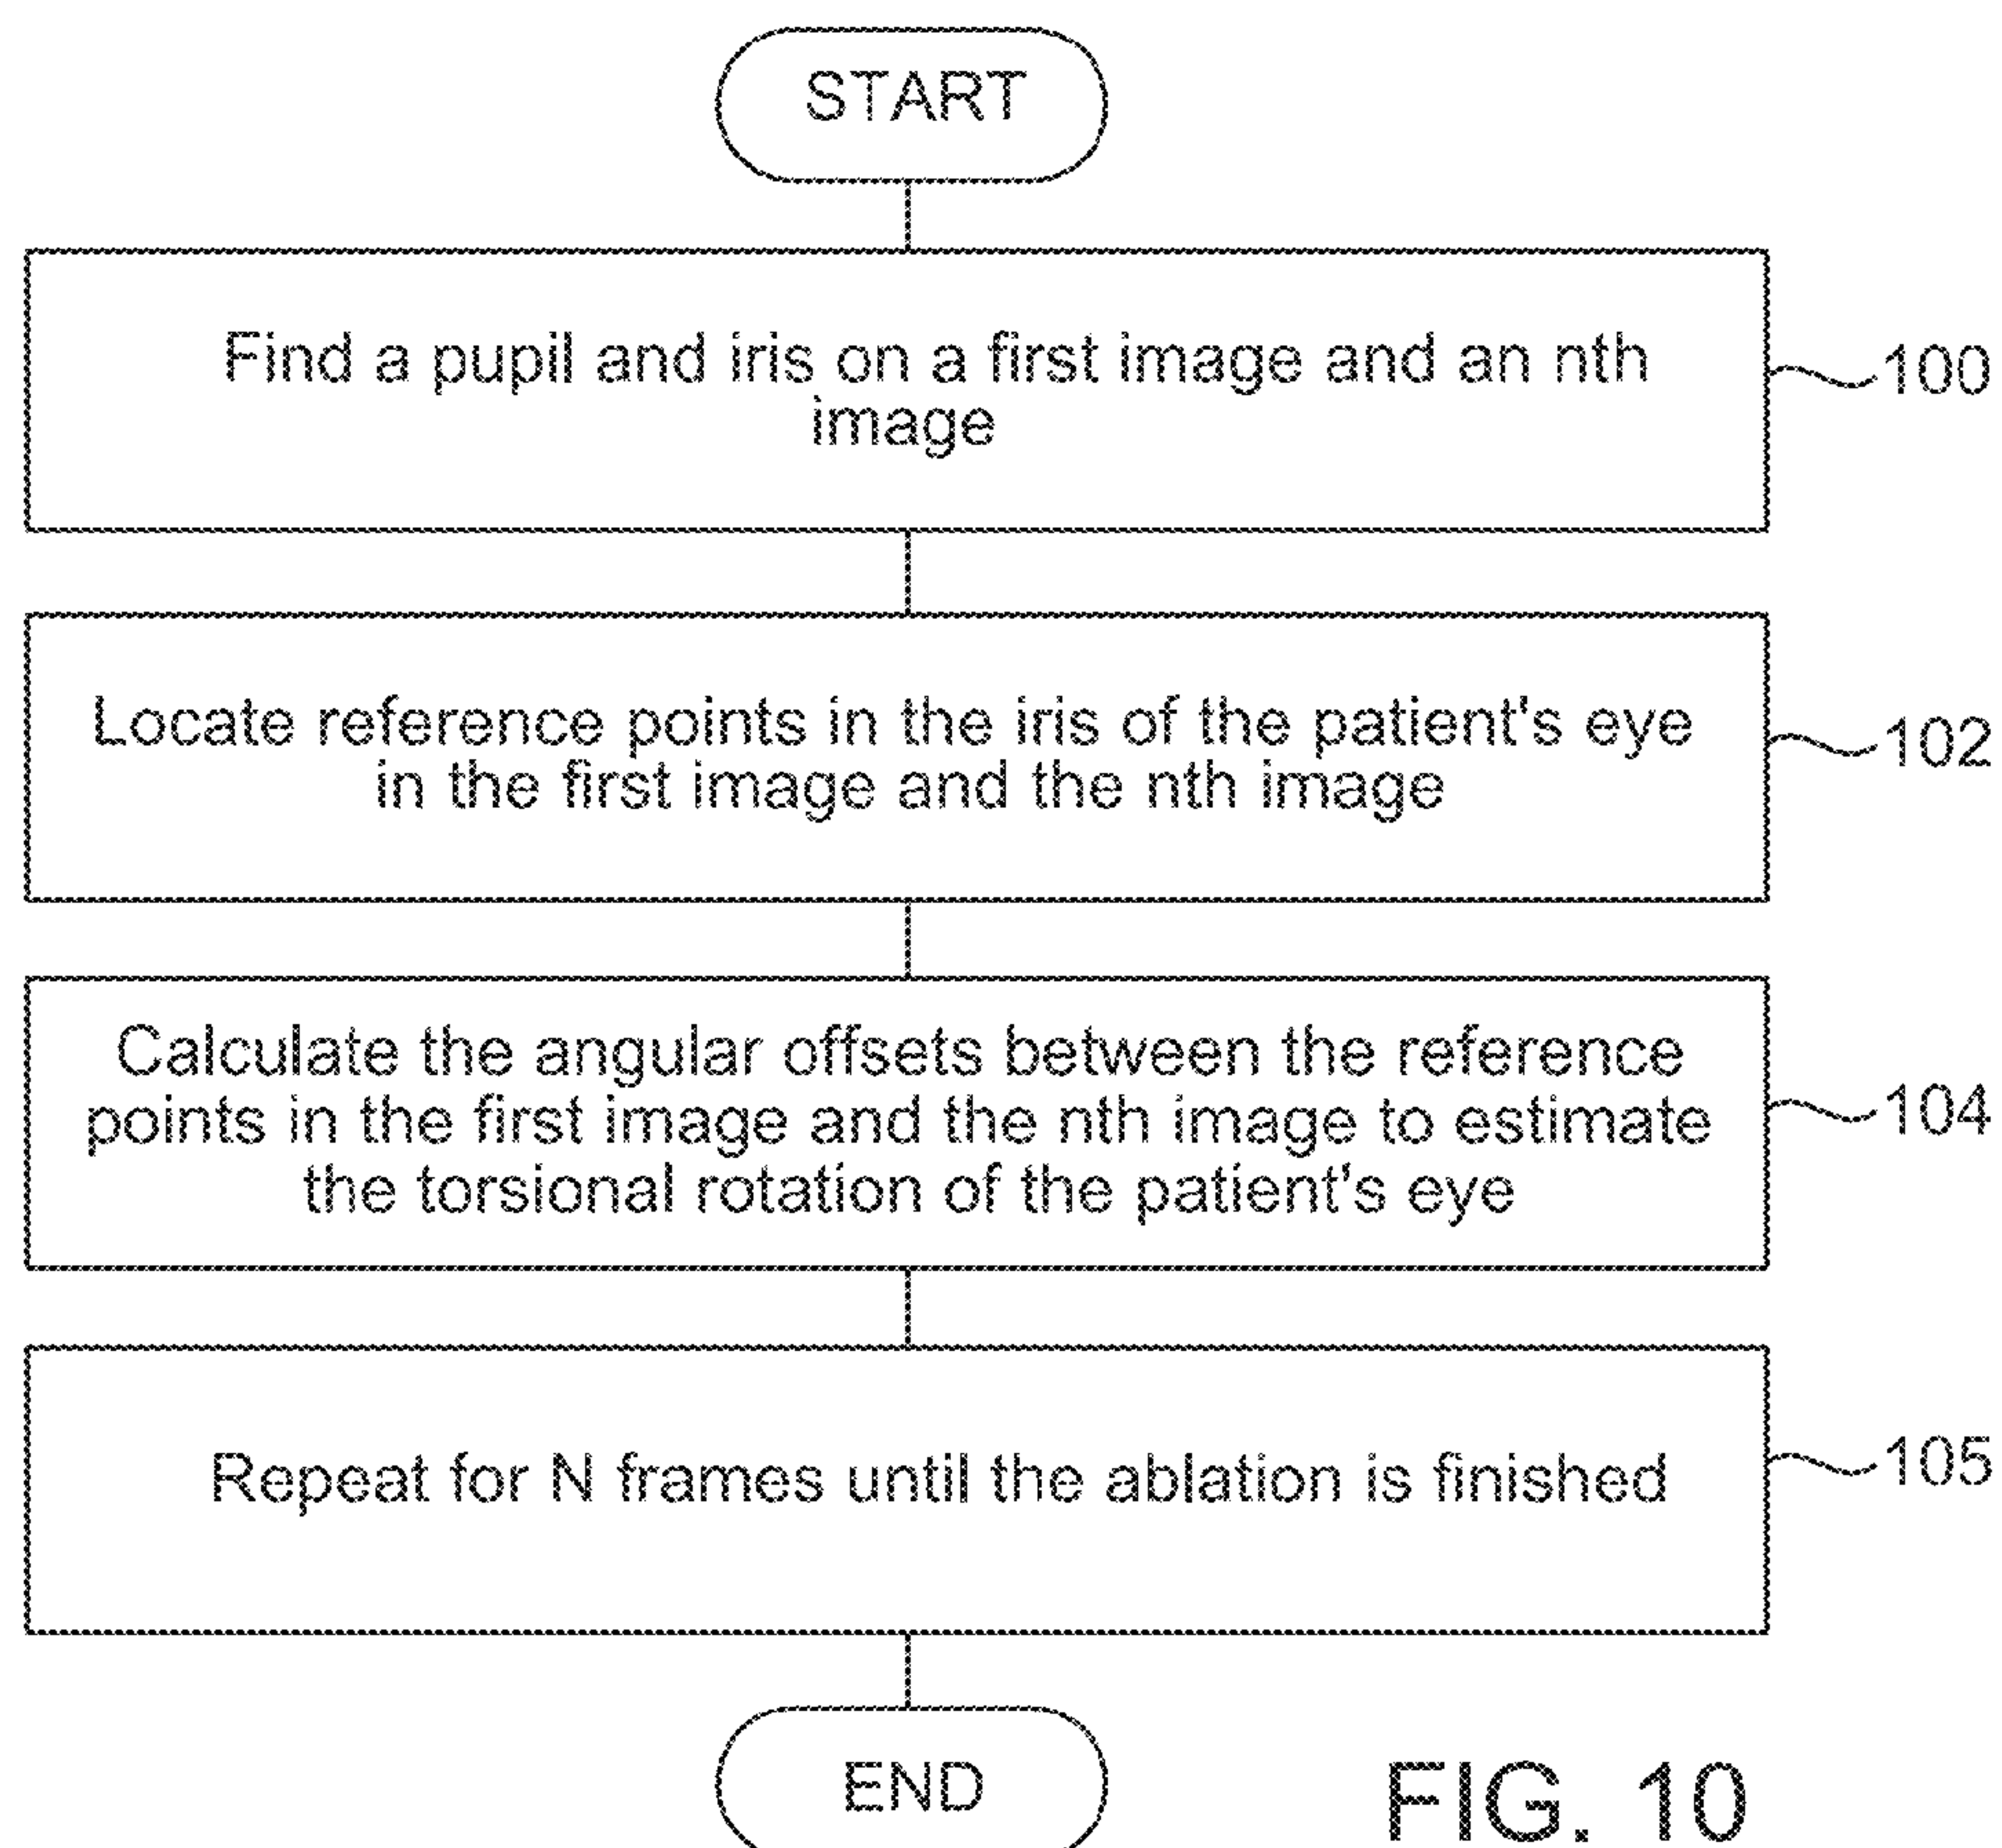 START
Find a pupil and iris on a first image and an nth
image
100
Locate reference points in the iris of the patient's eye
in the first image and the nth image
102
Calculate the angular offsets between the reference
points in the first image and the nth image to estimate
the torsional rotation of the patient's eye
104
Repeat for N frames until the ablation is finished
105
END
FIG. 10